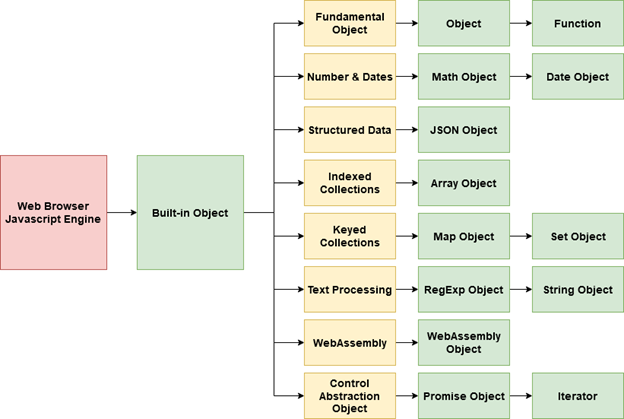 Fundamental
Object
Object
Function
Number & Dates
Math Object
Date Object
Structured Data
JSON Object
Web Browser
Javascript Engine
Built-in Object
Indexed
Collections
Array Object
Keyed
Collections
Map Object
Set Object
Text Processing
RegExp Object
String Object
WebAssembly
WebAssembly
Object
Control
Abstraction
Object
Promise Object
Iterator